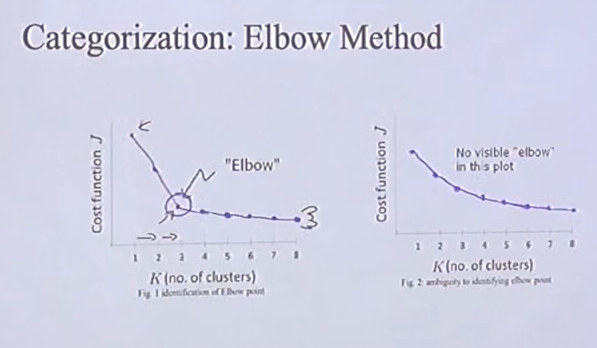 Categorization: Elbow Method
Cost function J
"Elbow"
1 2 3 4 5 6 7 8
K (no. of clusters)
Fig. 1 identification of Elbow point
Cost function J
No visible "elbow"
in this plot
1 2 3 4 5 6 7 8
K (no. of clusters)
Fig. 2: ambiguity to identifying elbow point